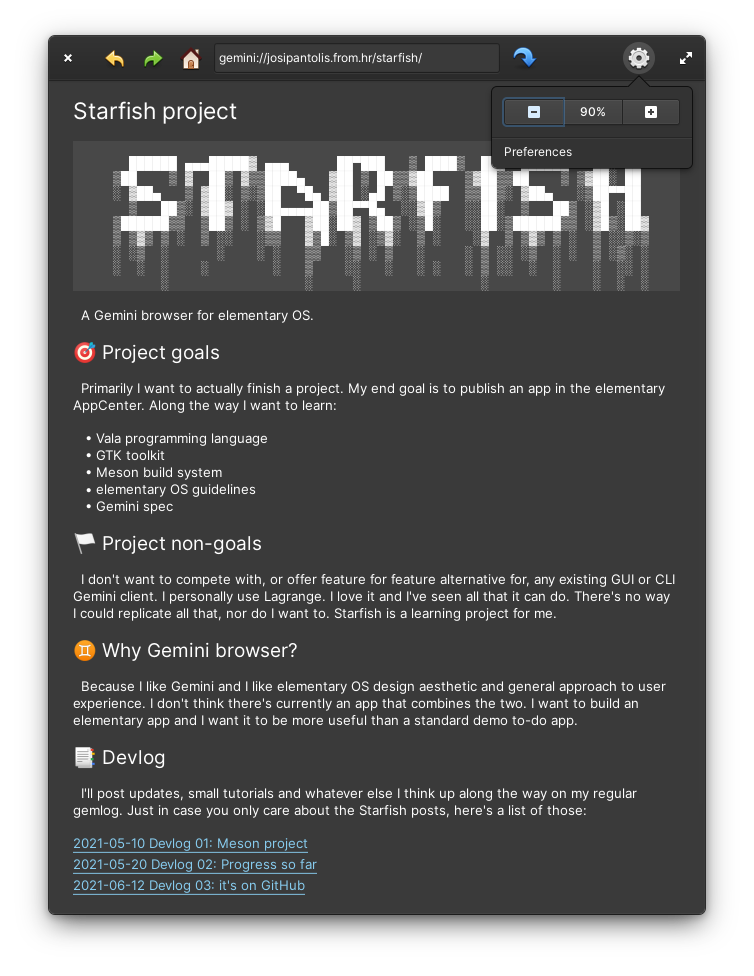 gemini://josipantolis.from.hr/starfish/
90%
Preferences
Starfish project
STARFISH
A Gemini browser for elementary OS.
🎯 Project goals
Primarily I want to actually finish a project. My end goal is to publish an app in the elementary
AppCenter. Along the way I want to learn:
• Vala programming language
• GTK toolkit
• Meson build system
• elementary OS guidelines
• Gemini spec
🏳 Project non-goals
I don't want to compete with, or offer feature for feature alternative for, any existing GUI or CLI
Gemini client. I personally use Lagrange. I love it and I've seen all that it can do. There's no way
I could replicate all that, nor do I want to. Starfish is a learning project for me.
♊ Why Gemini browser?
Because I like Gemini and I like elementary OS design aesthetic and general approach to user
experience. I don't think there's currently an app that combines the two. I want to build an
elementary app and I want it to be more useful than a standard demo to-do app.
📑 Devlog
I'll post updates, small tutorials and whatever else I think up along the way on my regular
gemlog. Just in case you only care about the Starfish posts, here's a list of those:
2021-05-10 Devlog 01: Meson project
2021-05-20 Devlog 02: Progress so far
2021-06-12 Devlog 03: it's on GitHub